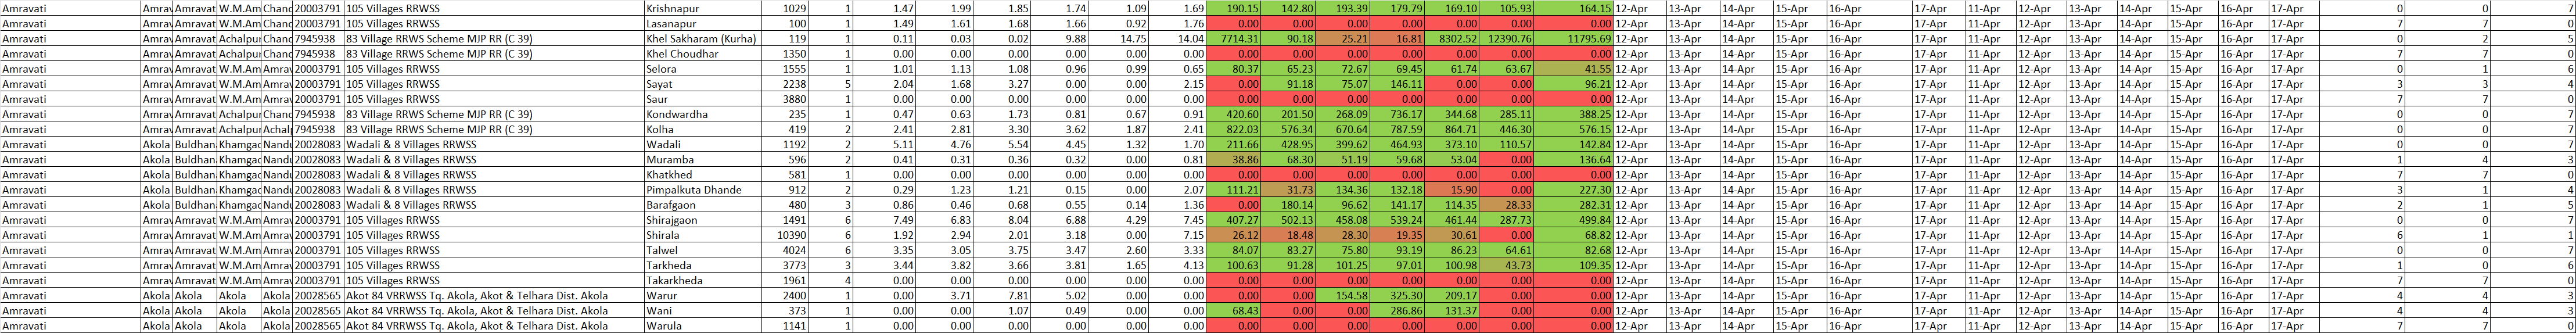 Amravati Amrav Amravat W.M.Am Chand 20003791 105 Villages RRWSS Krishnapur 1029 1 1.47 1.99 1.85 1.74 1.09 1.69 190.15 142.80 193.39 179.79 169.10 105.93 164.15 12-Apr 13-Apr 14-Apr 15-Apr 16-Apr 17-Apr 11-Apr 12-Apr 13-Apr 14-Apr 15-Apr 16-Apr 17-Apr 0 0 7
Amravati Amrav Amravat W.M.Am Chand 20003791 105 Villages RRWSS Lasanapur 100 1 1.49 1.61 1.68 1.66 0.92 1.76 0.00 0.00 0.00 0.00 0.00 0.00 0.00 12-Apr 13-Apr 14-Apr 15-Apr 16-Apr 17-Apr 11-Apr 12-Apr 13-Apr 14-Apr 15-Apr 16-Apr 17-Apr 7 7 0
Amravati Amrav Amravat Achalpur Chand 7945938 83 Village RRWS Scheme MJP RR (C 39) Khel Sakharam (Kurha) 119 1 0.11 0.03 0.02 9.88 14.75 14.04 7714.31 90.18 25.21 16.81 8302.52 12390.76 11795.69 12-Apr 13-Apr 14-Apr 15-Apr 16-Apr 17-Apr 11-Apr 12-Apr 13-Apr 14-Apr 15-Apr 16-Apr 17-Apr 0 2 5
Amravati Amrav Amravat Achalpur Chand 7945938 83 Village RRWS Scheme MJP RR (C 39) Khel Choudhar 1350 1 0.00 0.00 0.00 0.00 0.00 0.00 0.00 0.00 0.00 0.00 0.00 0.00 0.00 12-Apr 13-Apr 14-Apr 15-Apr 16-Apr 17-Apr 11-Apr 12-Apr 13-Apr 14-Apr 15-Apr 16-Apr 17-Apr 7 7 0
Amravati Amrav Amravat W.M.Am Amrav 20003791 105 Villages RRWSS Selora 1555 1 1.01 1.13 1.08 0.96 0.99 0.65 80.37 65.23 72.67 69.45 61.74 63.67 41.55 12-Apr 13-Apr 14-Apr 15-Apr 16-Apr 17-Apr 11-Apr 12-Apr 13-Apr 14-Apr 15-Apr 16-Apr 17-Apr 0 1 6
Amravati Amrav Amravat W.M.Am Amrav 20003791 105 Villages RRWSS Sayat 2238 5 2.04 1.68 3.27 0.00 0.00 2.15 0.00 91.18 75.07 146.11 0.00 0.00 96.21 12-Apr 13-Apr 14-Apr 15-Apr 16-Apr 17-Apr 11-Apr 12-Apr 13-Apr 14-Apr 15-Apr 16-Apr 17-Apr 3 3 4
Amravati Amrav Amravat W.M.Am Amrav 20003791 105 Villages RRWSS Saur 3880 1 0.00 0.00 0.00 0.00 0.00 0.00 0.00 0.00 0.00 0.00 0.00 0.00 0.00 12-Apr 13-Apr 14-Apr 15-Apr 16-Apr 17-Apr 11-Apr 12-Apr 13-Apr 14-Apr 15-Apr 16-Apr 17-Apr 7 7 0
Amravati Amrav Amravat Achalpur Chand 7945938 83 Village RRWS Scheme MJP RR (C 39) Kondwardha 235 1 0.47 0.63 1.73 0.81 0.67 0.91 420.60 201.50 268.09 736.17 344.68 285.11 388.25 12-Apr 13-Apr 14-Apr 15-Apr 16-Apr 17-Apr 11-Apr 12-Apr 13-Apr 14-Apr 15-Apr 16-Apr 17-Apr 0 0 7
Amravati Amrav Amravat Achalpur Achalp 7945938 83 Village RRWS Scheme MJP RR (C 39) Kolha 419 2 2.41 2.81 3.30 3.62 1.87 2.41 822.03 576.34 670.64 787.59 864.71 446.30 576.15 12-Apr 13-Apr 14-Apr 15-Apr 16-Apr 17-Apr 11-Apr 12-Apr 13-Apr 14-Apr 15-Apr 16-Apr 17-Apr 0 0 7
Amravati Akola Buldhan Khamgad Nandu 20028083 Wadali & 8 Villages RRWSS Wadali 1192 2 5.11 4.76 5.54 4.45 1.32 1.70 211.66 428.95 399.62 464.93 373.10 110.57 142.84 12-Apr 13-Apr 14-Apr 15-Apr 16-Apr 17-Apr 11-Apr 12-Apr 13-Apr 14-Apr 15-Apr 16-Apr 17-Apr 0 0 7
Amravati Akola Buldhan Khamgad Nandu 20028083 Wadali & 8 Villages RRWSS Muramba 596 2 0.41 0.31 0.36 0.32 0.00 0.81 38.86 68.30 51.19 59.68 53.04 0.00 136.64 12-Apr 13-Apr 14-Apr 15-Apr 16-Apr 17-Apr 11-Apr 12-Apr 13-Apr 14-Apr 15-Apr 16-Apr 17-Apr 1 4 3
Amravati Akola Buldhan Khamgad Nandu 20028083 Wadali & 8 Villages RRWSS Khatkhed 581 1 0.00 0.00 0.00 0.00 0.00 0.00 0.00 0.00 0.00 0.00 0.00 0.00 0.00 12-Apr 13-Apr 14-Apr 15-Apr 16-Apr 17-Apr 11-Apr 12-Apr 13-Apr 14-Apr 15-Apr 16-Apr 17-Apr 7 7 0
Amravati Akola Buldhan Khamgad Nandu 20028083 Wadali & 8 Villages RRWSS Pimpalkuta Dhande 912 2 0.29 1.23 1.21 0.15 0.00 2.07 111.21 31.73 134.36 132.18 15.90 0.00 227.30 12-Apr 13-Apr 14-Apr 15-Apr 16-Apr 17-Apr 11-Apr 12-Apr 13-Apr 14-Apr 15-Apr 16-Apr 17-Apr 3 1 4
Amravati Akola Buldhan Khamgad Nandu 20028083 Wadali & 8 Villages RRWSS Barafgaon 480 3 0.86 0.46 0.68 0.55 0.14 1.36 0.00 180.14 96.62 141.17 114.35 28.33 282.31 12-Apr 13-Apr 14-Apr 15-Apr 16-Apr 17-Apr 11-Apr 12-Apr 13-Apr 14-Apr 15-Apr 16-Apr 17-Apr 2 1 5
Amravati Amrav Amravat W.M.Am Amrav 20003791 105 Villages RRWSS Shirajgaon 1491 6 7.49 6.83 8.04 6.88 4.29 7.45 407.27 502.13 458.08 539.24 461.44 287.73 499.84 12-Apr 13-Apr 14-Apr 15-Apr 16-Apr 17-Apr 11-Apr 12-Apr 13-Apr 14-Apr 15-Apr 16-Apr 17-Apr 0 0 7
Amravati Amrav Amravat W.M.Am Amrav 20003791 105 Villages RRWSS Shirala 10390 6 1.92 2.94 2.01 3.18 0.00 7.15 26.12 18.48 28.30 19.35 30.61 0.00 68.82 12-Apr 13-Apr 14-Apr 15-Apr 16-Apr 17-Apr 11-Apr 12-Apr 13-Apr 14-Apr 15-Apr 16-Apr 17-Apr 6 1 1
Amravati Amrav Amravat W.M.Am Amrav 20003791 105 Villages RRWSS Talwel 4024 6 3.35 3.05 3.75 3.47 2.60 3.33 84.07 83.27 75.80 93.19 86.23 64.61 82.68 12-Apr 13-Apr 14-Apr 15-Apr 16-Apr 17-Apr 11-Apr 12-Apr 13-Apr 14-Apr 15-Apr 16-Apr 17-Apr 0 0 7
Amravati Amrav Amravat W.M.Am Amrav 20003791 105 Villages RRWSS Tarkheda 3773 3 3.44 3.82 3.66 3.81 1.65 4.13 100.63 91.28 101.25 97.01 100.98 43.73 109.35 12-Apr 13-Apr 14-Apr 15-Apr 16-Apr 17-Apr 11-Apr 12-Apr 13-Apr 14-Apr 15-Apr 16-Apr 17-Apr 1 0 6
Amravati Amrav Amravat W.M.Am Amrav 20003791 105 Villages RRWSS Takarkheda 1961 4 0.00 0.00 0.00 0.00 0.00 0.00 0.00 0.00 0.00 0.00 0.00 0.00 0.00 12-Apr 13-Apr 14-Apr 15-Apr 16-Apr 17-Apr 11-Apr 12-Apr 13-Apr 14-Apr 15-Apr 16-Apr 17-Apr 7 7 0
Amravati Akola Akola Akola Akola 20028565 Akot 84 VRRWSS Tq. Akola, Akot & Telhara Dist. Akola Warur 2400 1 0.00 3.71 7.81 5.02 0.00 0.00 0.00 0.00 154.58 325.30 209.17 0.00 0.00 12-Apr 13-Apr 14-Apr 15-Apr 16-Apr 17-Apr 11-Apr 12-Apr 13-Apr 14-Apr 15-Apr 16-Apr 17-Apr 4 4 3
Amravati Akola Akola Akola Akola 20028565 Akot 84 VRRWSS Tq. Akola, Akot & Telhara Dist. Akola Wani 373 1 0.00 0.00 1.07 0.49 0.00 0.00 68.43 0.00 0.00 286.86 131.37 0.00 0.00 12-Apr 13-Apr 14-Apr 15-Apr 16-Apr 17-Apr 11-Apr 12-Apr 13-Apr 14-Apr 15-Apr 16-Apr 17-Apr 4 4 3
Amravati Akola Akola Akola Akola 20028565 Akot 84 VRRWSS Tq. Akola, Akot & Telhara Dist. Akola Warula 1141 1 0.00 0.00 0.00 0.00 0.00 0.00 0.00 0.00 0.00 0.00 0.00 0.00 0.00 12-Apr 13-Apr 14-Apr 15-Apr 16-Apr 17-Apr 11-Apr 12-Apr 13-Apr 14-Apr 15-Apr 16-Apr 17-Apr 7 7 0